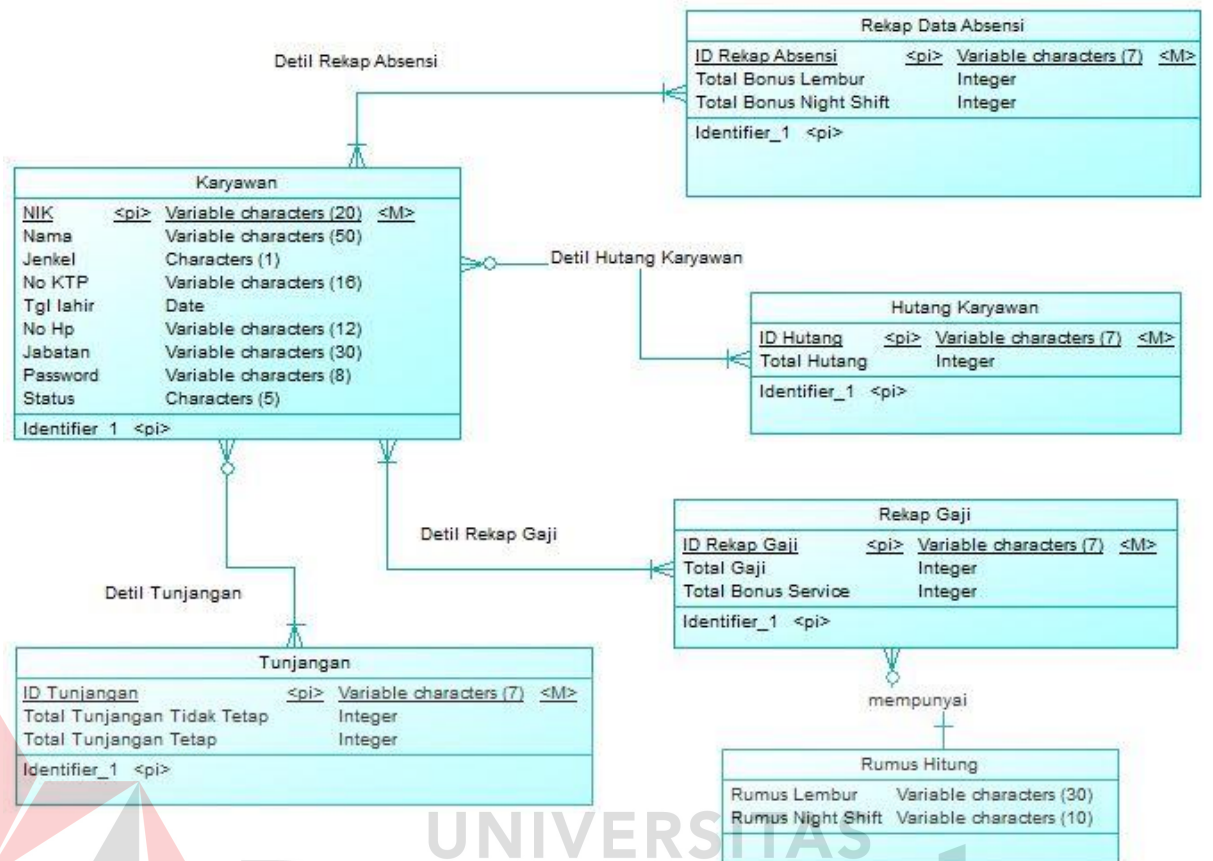 Rekap Data Absensi
ID Rekap Absensi <pi> Variable characters (7) <M>
Total Bonus Lembur Integer
Total Bonus Night Shift Integer
Identifier_1 <pi>
Detil Rekap Absensi
Karyawan
NIK <pi> Variable characters (20) <M>
Nama Variable characters (50)
Jenkel Characters (1)
No KTP Variable characters (16)
Tgl lahir Date
No Hp Variable characters (12)
Jabatan Variable characters (30)
Password Variable characters (8)
Status Characters (5)
Identifier_1 <pi>
Detil Hutang Karyawan
Hutang Karyawan
ID Hutang <pi> Variable characters (7) <M>
Total Hutang Integer
Identifier_1 <pi>
Detil Rekap Gaji
Rekap Gaji
ID Rekap Gaji <pi> Variable characters (7) <M>
Total Gaji Integer
Total Bonus Service Integer
Identifier_1 <pi>
Detil Tunjangan
Tunjangan
ID Tunjangan <pi> Variable characters (7) <M>
Total Tunjangan Tidak Tetap Integer
Total Tunjangan Tetap Integer
Identifier_1 <pi>
mempunyai
Rumus Hitung
Rumus Lembur Variable characters (30)
Rumus Night Shift Variable characters (10)
UNIVERSITAS